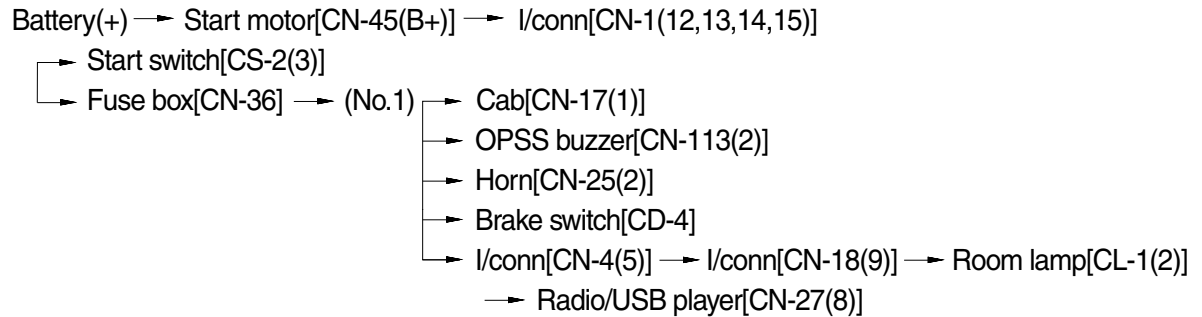 Battery(+) → Start motor[CN-45(B+)] → I/conn[CN-1(12,13,14,15)]
→ Start switch[CS-2(3)]
→ Fuse box[CN-36] → (No.1) → Cab[CN-17(1)]
→ OPSS buzzer[CN-113(2)]
→ Horn[CN-25(2)]
→ Brake switch[CD-4]
→ I/conn[CN-4(5)] → I/conn[CN-18(9)] → Room lamp[CL-1(2)]
→ Radio/USB player[CN-27(8)]